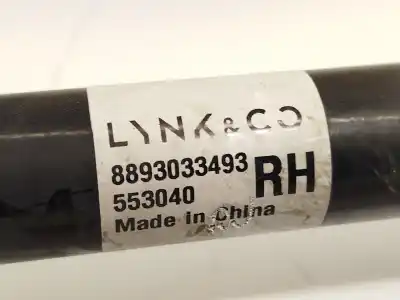 LYNK & CO
8893033493
RH
553040
Made in China